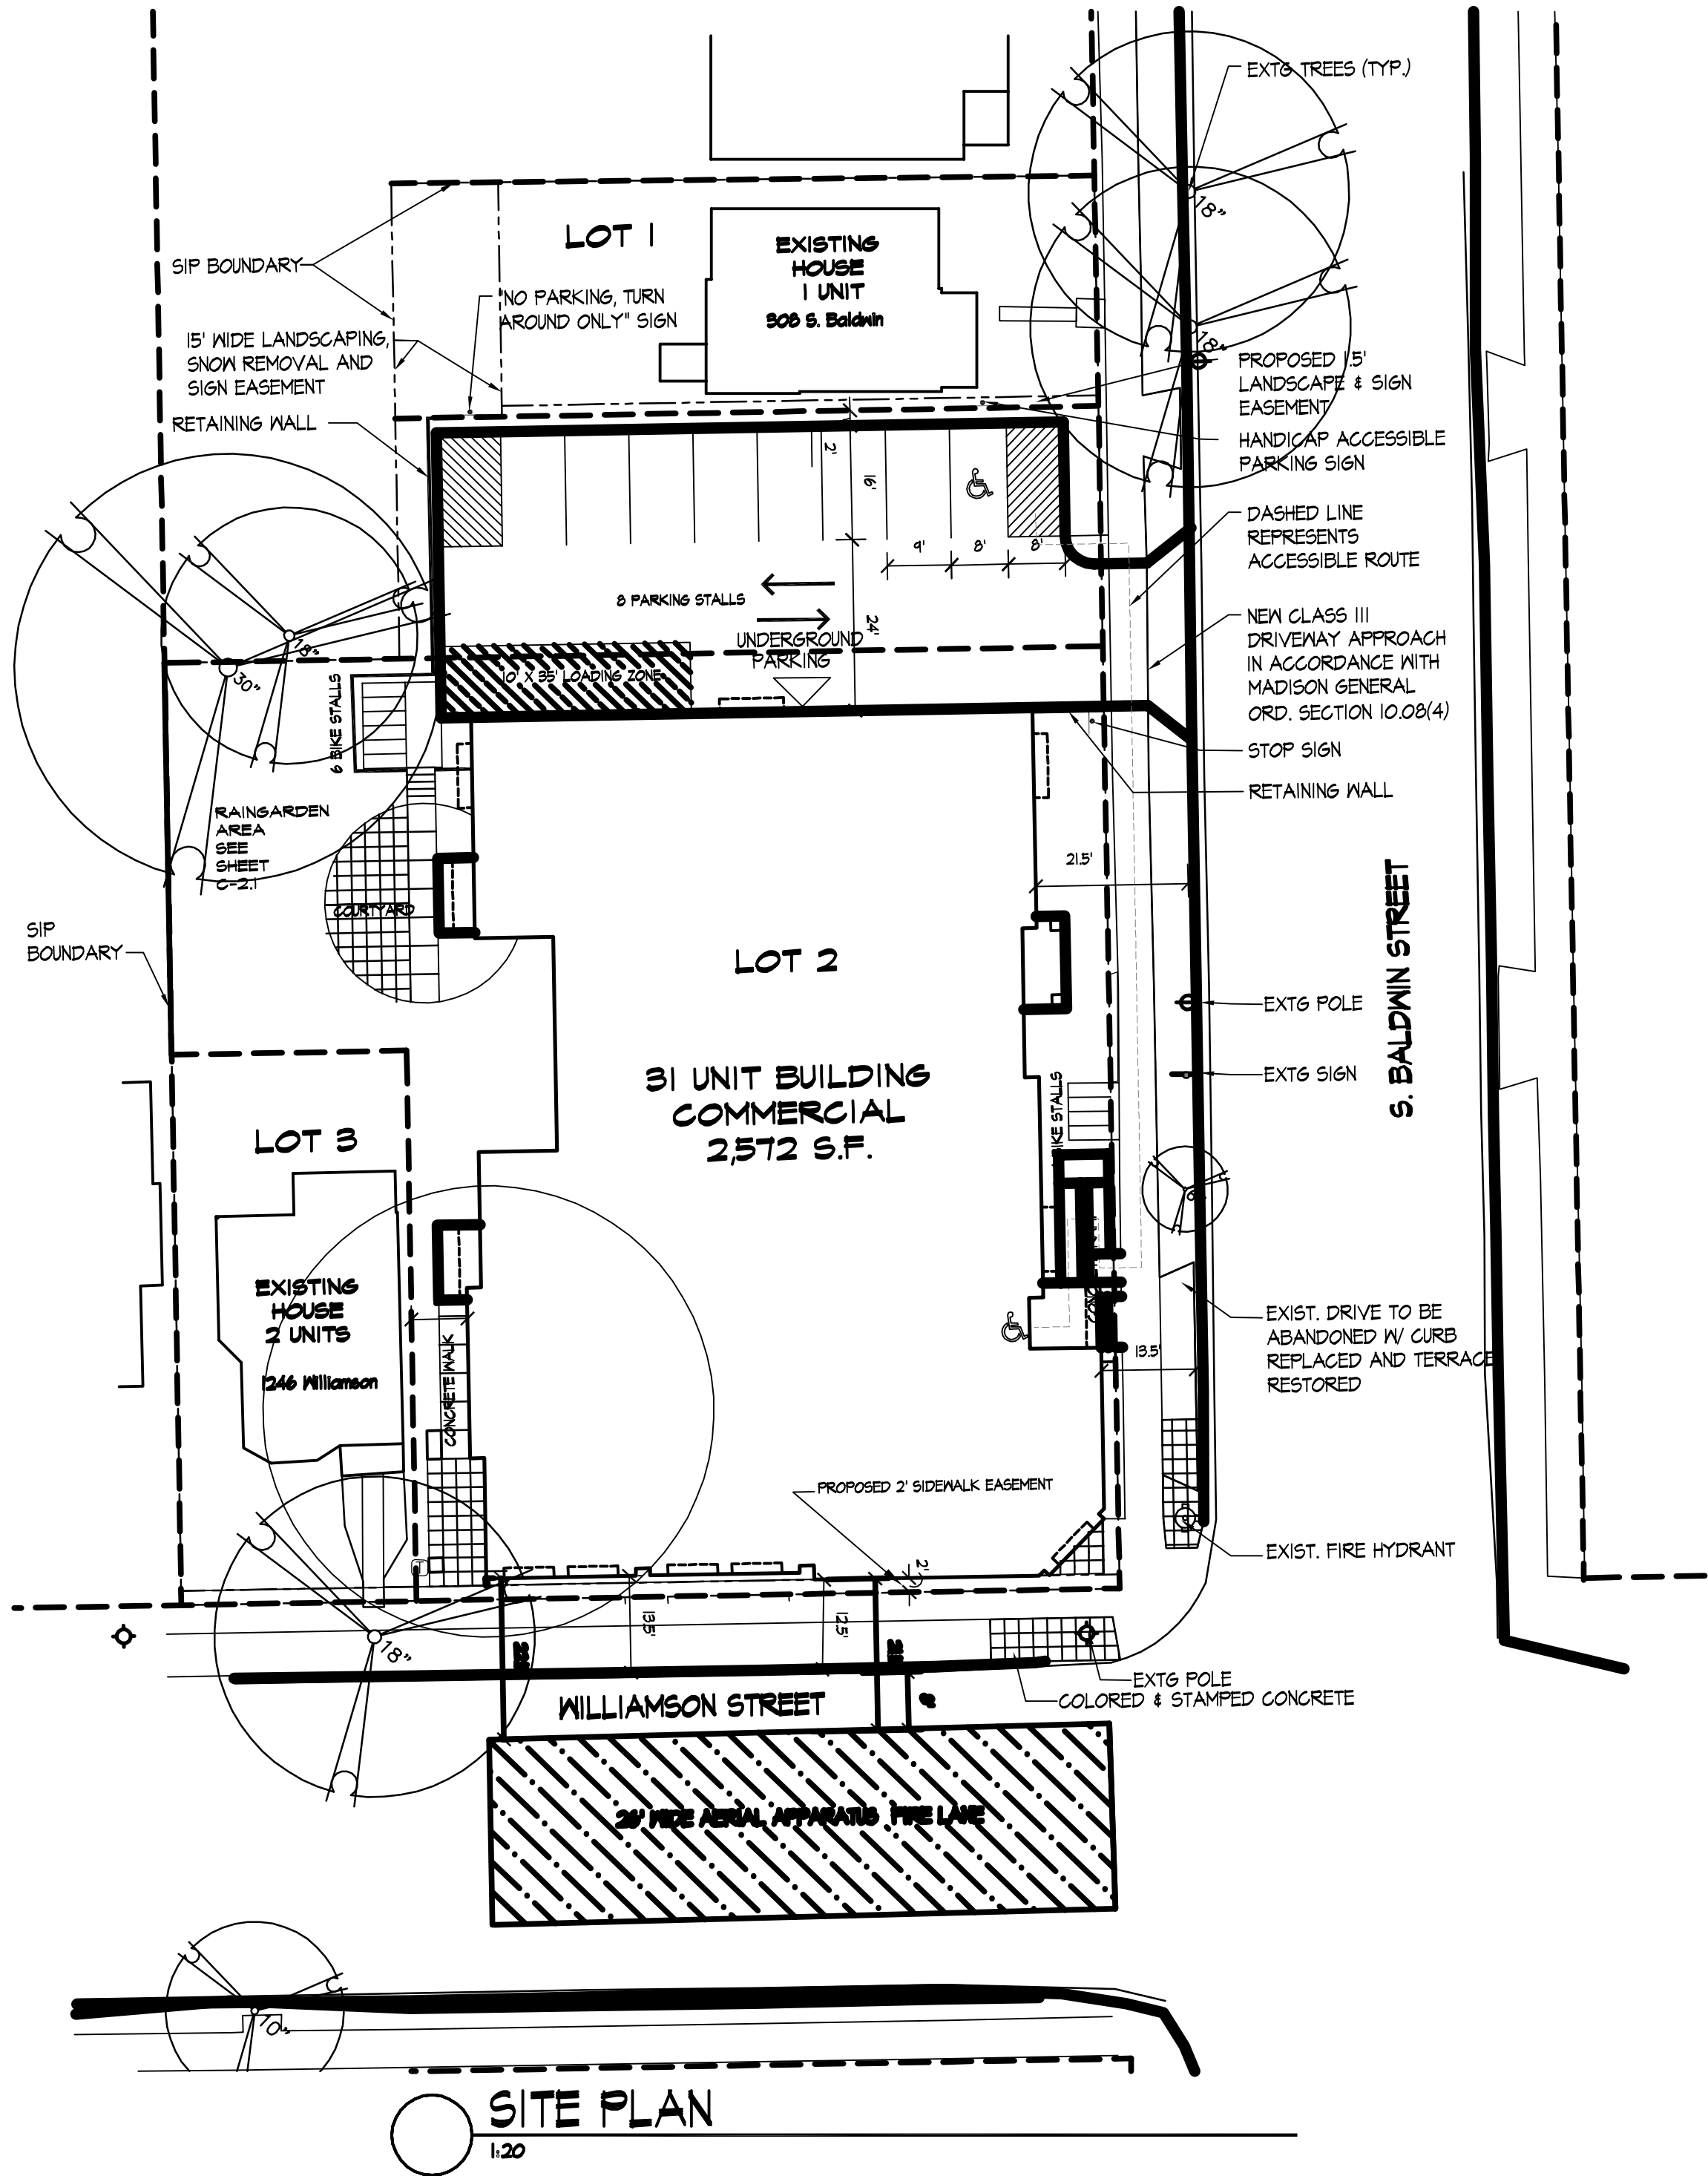 EXTG TREES (TYP.)
18"
LOT 1
EXISTING
HOUSE
1 UNIT
308 S. Baldwin
SIP BOUNDARY
"NO PARKING, TURN
AROUND ONLY" SIGN
15' WIDE LANDSCAPING,
SNOW REMOVAL AND
SIGN EASEMENT
RETAINING WALL
18"
PROPOSED 1.5'
LANDSCAPE & SIGN
EASEMENT
HANDICAP ACCESSIBLE
PARKING SIGN
2'
16'
DASHED LINE
REPRESENTS
ACCESSIBLE ROUTE
9'
8'
8'
8 PARKING STALLS
24'
UNDERGROUND
PARKING
10' X 35' LOADING ZONE
NEW CLASS III
DRIVEWAY APPROACH
IN ACCORDANCE WITH
MADISON GENERAL
ORD. SECTION 10.08(4)
STOP SIGN
RETAINING WALL
18"
30"
6 BIKE STALLS
RAINGARDEN
AREA
SEE
SHEET
C-2.1
COURTYARD
SIP
BOUNDARY
21.5'
LOT 2
31 UNIT BUILDING
COMMERCIAL
2,572 S.F.
S. BALDWIN STREET
EXTG POLE
EXTG SIGN
BIKE STALLS
LOT 3
EXISTING
HOUSE
2 UNITS
1246 Williamson
CONCRETE WALK
EXIST. DRIVE TO BE
ABANDONED W/ CURB
REPLACED AND TERRACE
RESTORED
13.5'
PROPOSED 2' SIDEWALK EASEMENT
EXIST. FIRE HYDRANT
T
2'
13.5'
12.5'
18"
EXTG POLE
COLORED & STAMPED CONCRETE
WILLIAMSON STREET
26' WIDE AERIAL APPARATUS FIRE LANE
10"
SITE PLAN
1:20